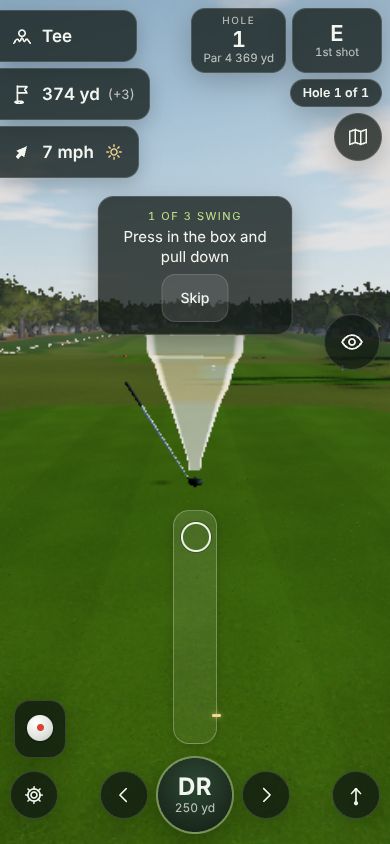 Tee
374 yd (+3)
7 mph
HOLE
1
Par 4 369 yd
E
1st shot
Hole 1 of 1
1 OF 3 SWING
Press in the box and
pull down
Skip
DR
250 yd